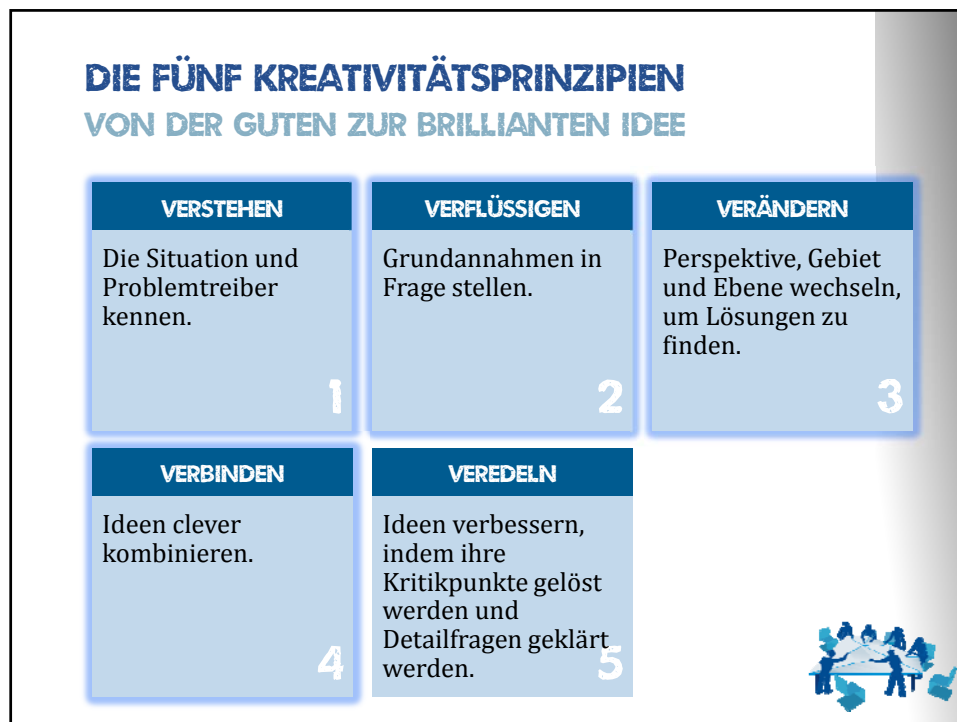 DIE FÜNF KREATIVITÄTSPRINZIPIEN
VON DER GUTEN ZUR BRILLIANTEN IDEE
VERSTEHEN
Die Situation und
Problemtreiber
kennen.
1
VERFLÜSSIGEN
Grundannahmen in
Frage stellen.
2
VERÄNDERN
Perspektive, Gebiet
und Ebene wechseln,
um Lösungen zu
finden.
3
VERBINDEN
Ideen clever
kombinieren.
4
VEREDELN
Ideen verbessern,
indem ihre
Kritikpunkte gelöst
werden und
Detailfragen geklärt
werden.
5